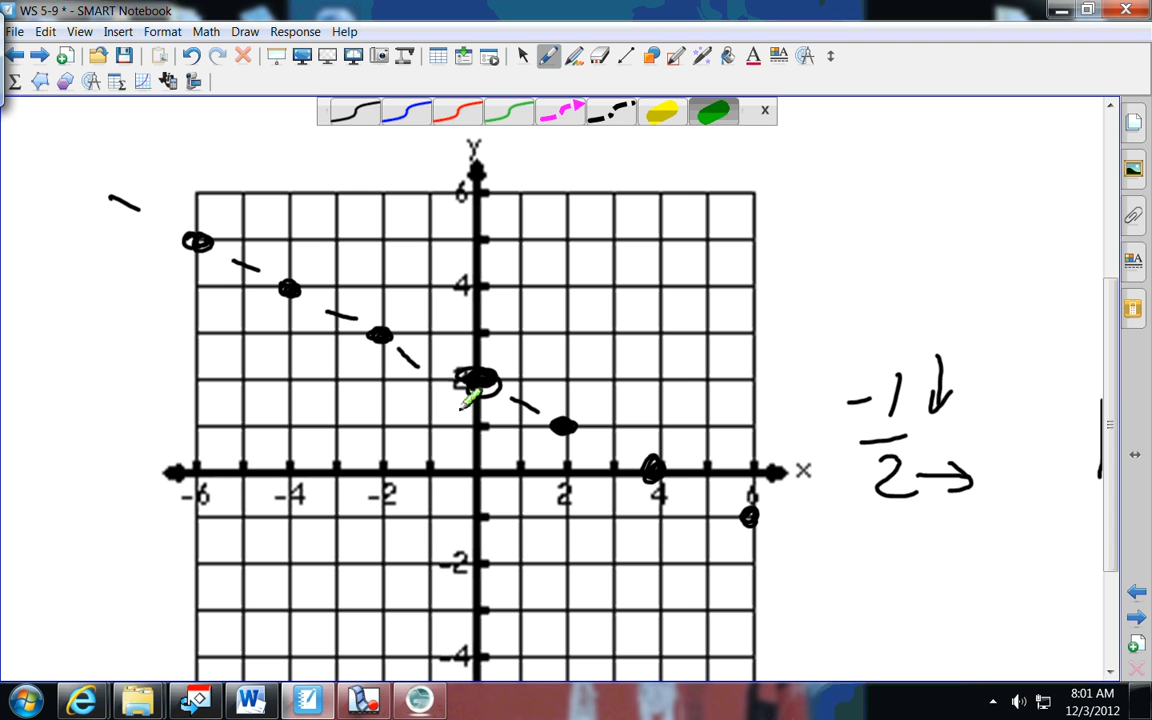 WS 5-9 * - SMART Notebook
File Edit View Insert Format Math Draw Response Help
Y
6
4
2
-6 -4 -2 2 4 6 X
-2
-4
-1 ↓
2 →
8:01 AM
12/3/2012